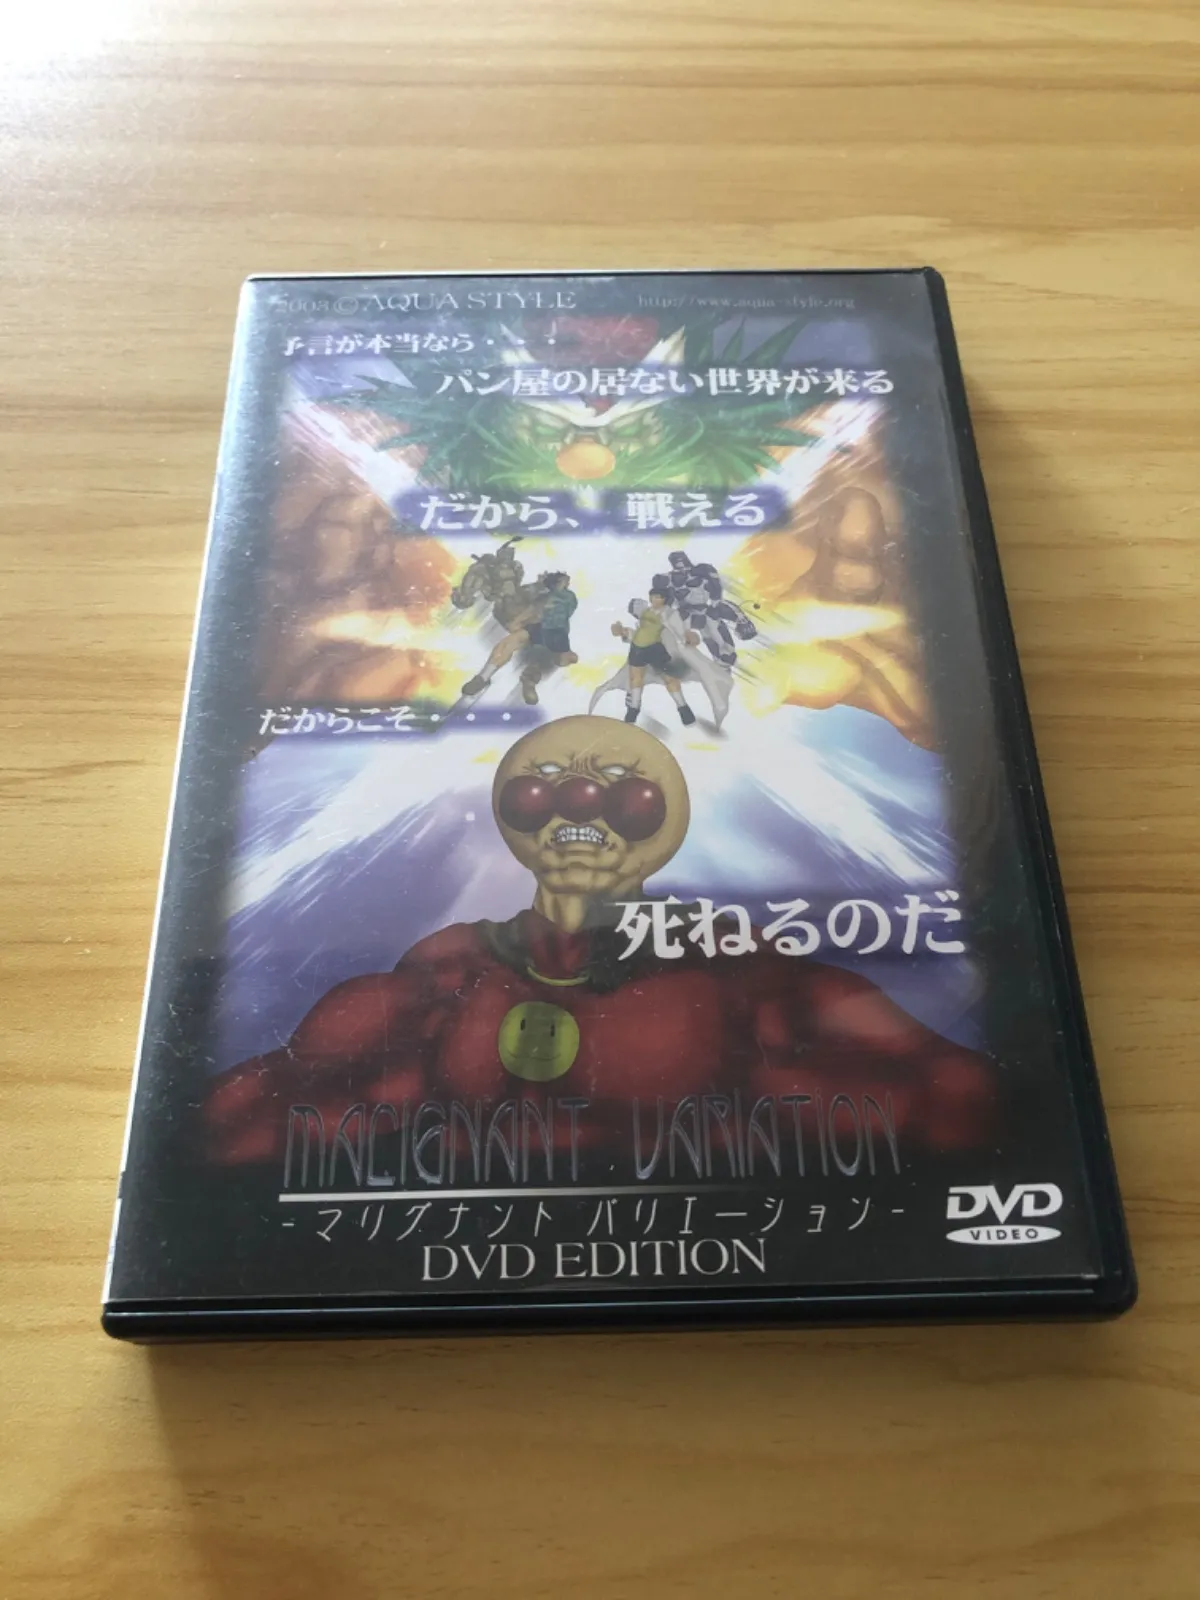 2003 © AQUA STYLE
http://www.aqua-style.org
予言が本当なら・・・
パン屋の居ない世界が来る
だから、戦える
だからこそ・・・
死ねるのだ
MALIGNANT VARIATION
-マリグナント バリエーション-
DVD EDITION
DVD
VIDEO